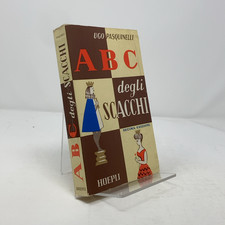 UGO PASQUINELLI
ABC
degli
SCACCHI
HOEPLI
ABC degli SCACCHI